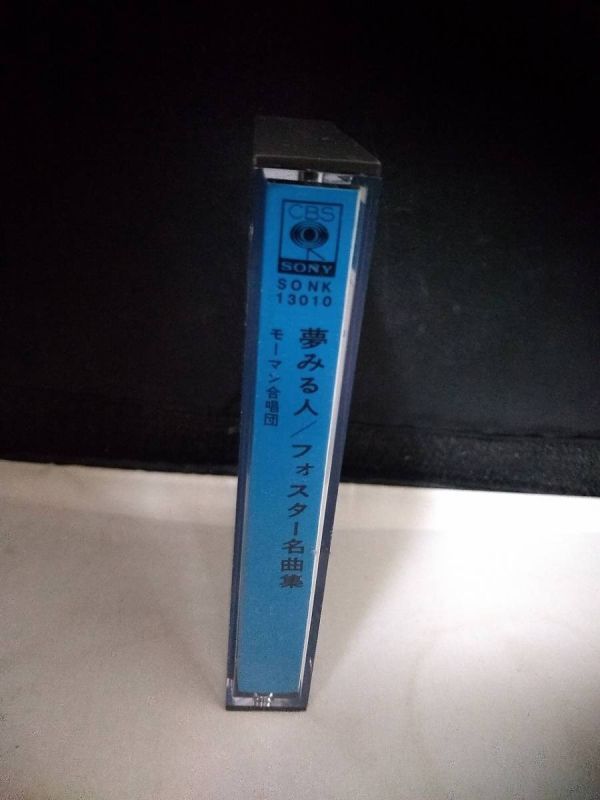 CBS
SONY
SONK
13010
夢みる人/フォスター名曲集
モーマン合唱団